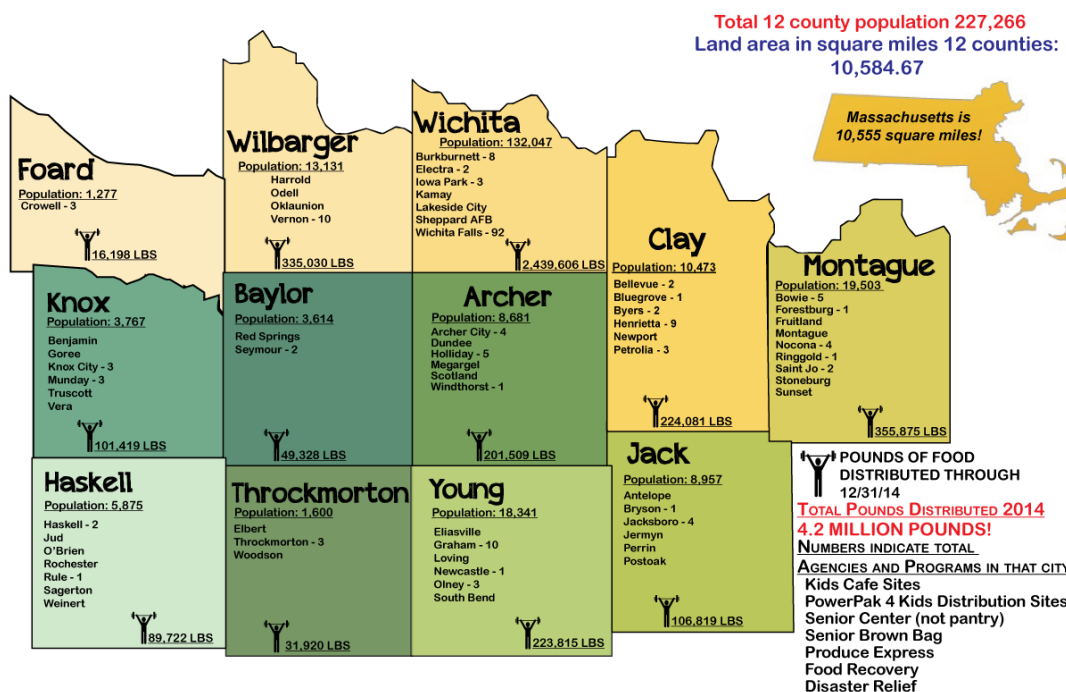 Total 12 county population 227,266
Land area in square miles 12 counties:
10,584.67
Massachusetts is
10,555 square miles!
Foard
Population: 1,277
Crowell - 3
16,198 LBS
Wilbarger
Population: 13,131
Harrold
Odell
Oklaunion
Vernon - 10
335,030 LBS
Wichita
Population: 132,047
Burkburnett - 8
Electra - 2
Iowa Park - 3
Kamay
Lakeside City
Sheppard AFB
Wichita Falls - 92
2,439,606 LBS
Clay
Population: 10,473
Bellevue - 2
Bluegrove - 1
Byers - 2
Henrietta - 9
Newport
Petrolia - 3
224,081 LBS
Montague
Population: 19,503
Bowie - 5
Forestburg - 1
Fruitland
Montague
Nocona - 4
Ringgold - 1
Saint Jo - 2
Stoneburg
Sunset
355,875 LBS
Knox
Population: 3,767
Benjamin
Goree
Knox City - 3
Munday - 3
Truscott
Vera
101,419 LBS
Baylor
Population: 3,614
Red Springs
Seymour - 2
49,328 LBS
Archer
Population: 8,681
Archer City - 4
Dundee
Holliday - 5
Megargel
Scotland
Windthorst - 1
201,509 LBS
Haskell
Population: 5,875
Haskell - 2
Jud
O'Brien
Rochester
Rule - 1
Sagerton
Weinert
89,722 LBS
Throckmorton
Population: 1,600
Elbert
Throckmorton - 3
Woodson
31,920 LBS
Young
Population: 18,341
Eliasville
Graham - 10
Loving
Newcastle - 1
Olney - 3
South Bend
223,815 LBS
Jack
Population: 8,957
Antelope
Bryson - 1
Jacksboro - 4
Jermyn
Perrin
Postoak
106,819 LBS
POUNDS OF FOOD
DISTRIBUTED THROUGH
12/31/14
TOTAL POUNDS DISTRIBUTED 2014
4.2 MILLION POUNDS!
NUMBERS INDICATE TOTAL
AGENCIES AND PROGRAMS IN THAT CITY
Kids Cafe Sites
PowerPak 4 Kids Distribution Sites
Senior Center (not pantry)
Senior Brown Bag
Produce Express
Food Recovery
Disaster Relief